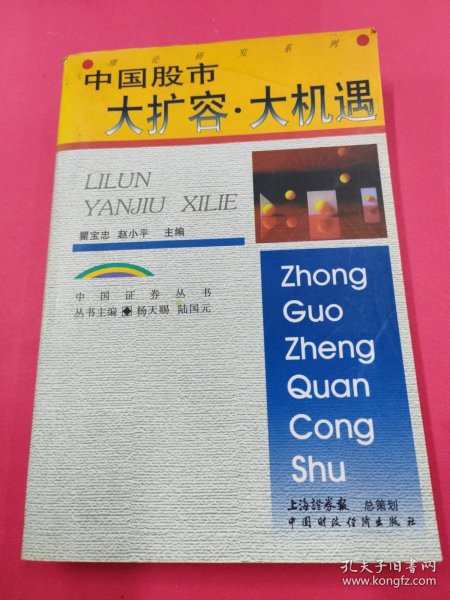 理论研究系列
中国股市
大扩容·大机遇
LILUN
YANJIU XILIE
瞿宝忠 赵小平 主编
中国证券丛书
丛书主编 杨天赐 陆国元
Zhong
Guo
Zheng
Quan
Cong
Shu
上海證券報 总策划
中国财政经济出版社
孔夫子旧书网
www.kongfz.com